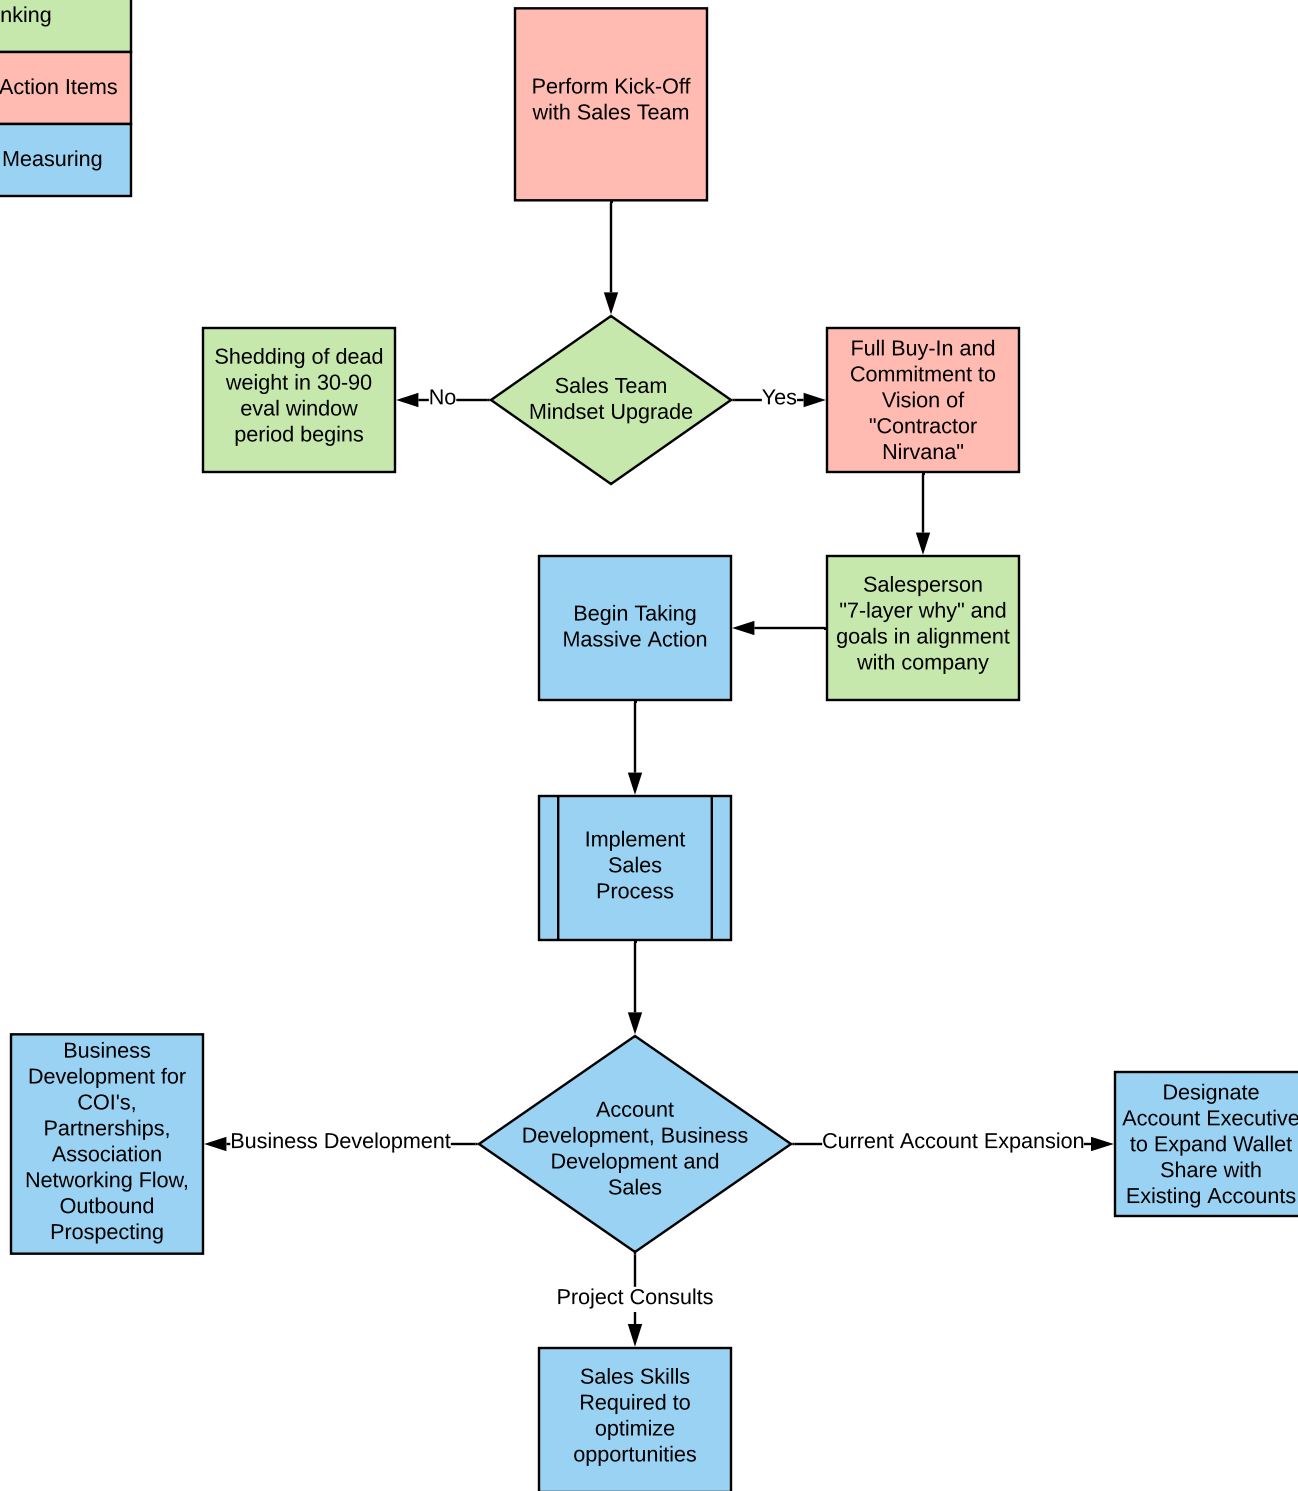 nking
Action Items
Measuring
Perform Kick-Off
with Sales Team
Shedding of dead
weight in 30-90
eval window
period begins
No
Sales Team
Mindset Upgrade
Yes
Full Buy-In and
Commitment to
Vision of
"Contractor
Nirvana"
Begin Taking
Massive Action
Salesperson
"7-layer why" and
goals in alignment
with company
Implement
Sales
Process
Business
Development for
COI's,
Partnerships,
Association
Networking Flow,
Outbound
Prospecting
Business Development
Account
Development, Business
Development and
Sales
Current Account Expansion
Designate
Account Executive
to Expand Wallet
Share with
Existing Accounts
Project Consults
Sales Skills
Required to
optimize
opportunities